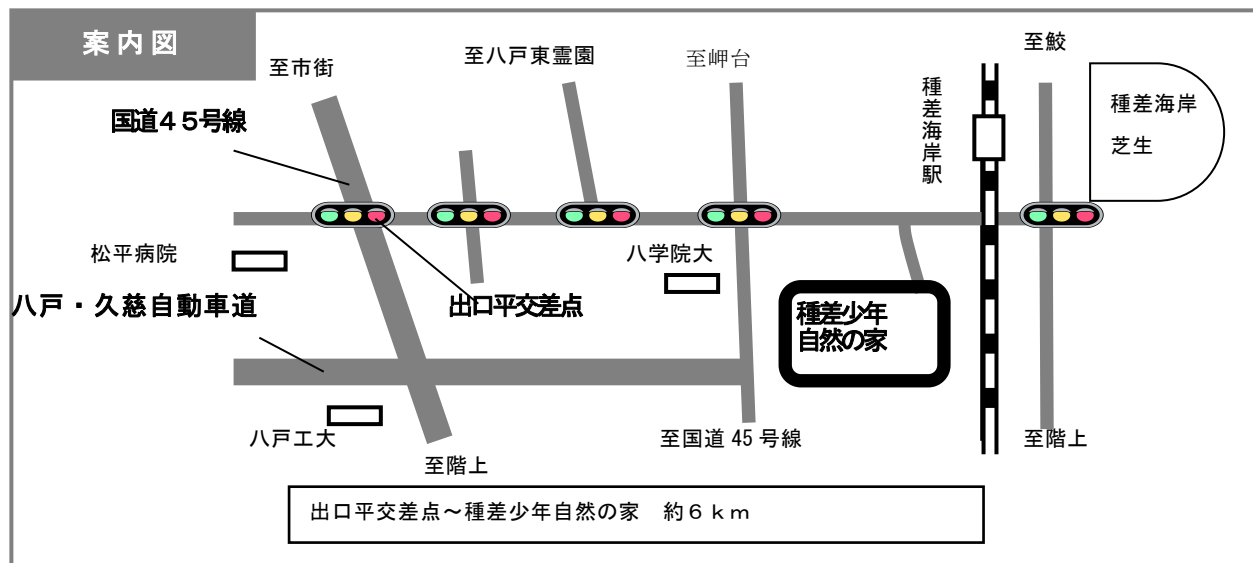 案内図
至市街
至八戸東霊園
至岬台
至鮫
国道４５号線
種差海岸駅
種差海岸
芝生
松平病院
八学院大
八戸・久慈自動車道
出口平交差点
種差少年
自然の家
八戸工大
至階上
至国道45号線
至階上
出口平交差点～種差少年自然の家　約６ｋｍ